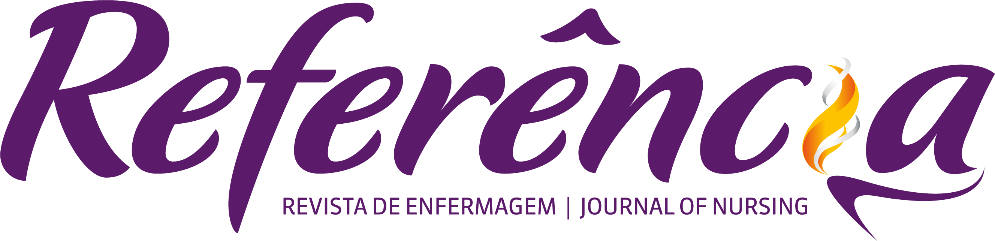 Referência
REVISTA DE ENFERMAGEM | JOURNAL OF NURSING